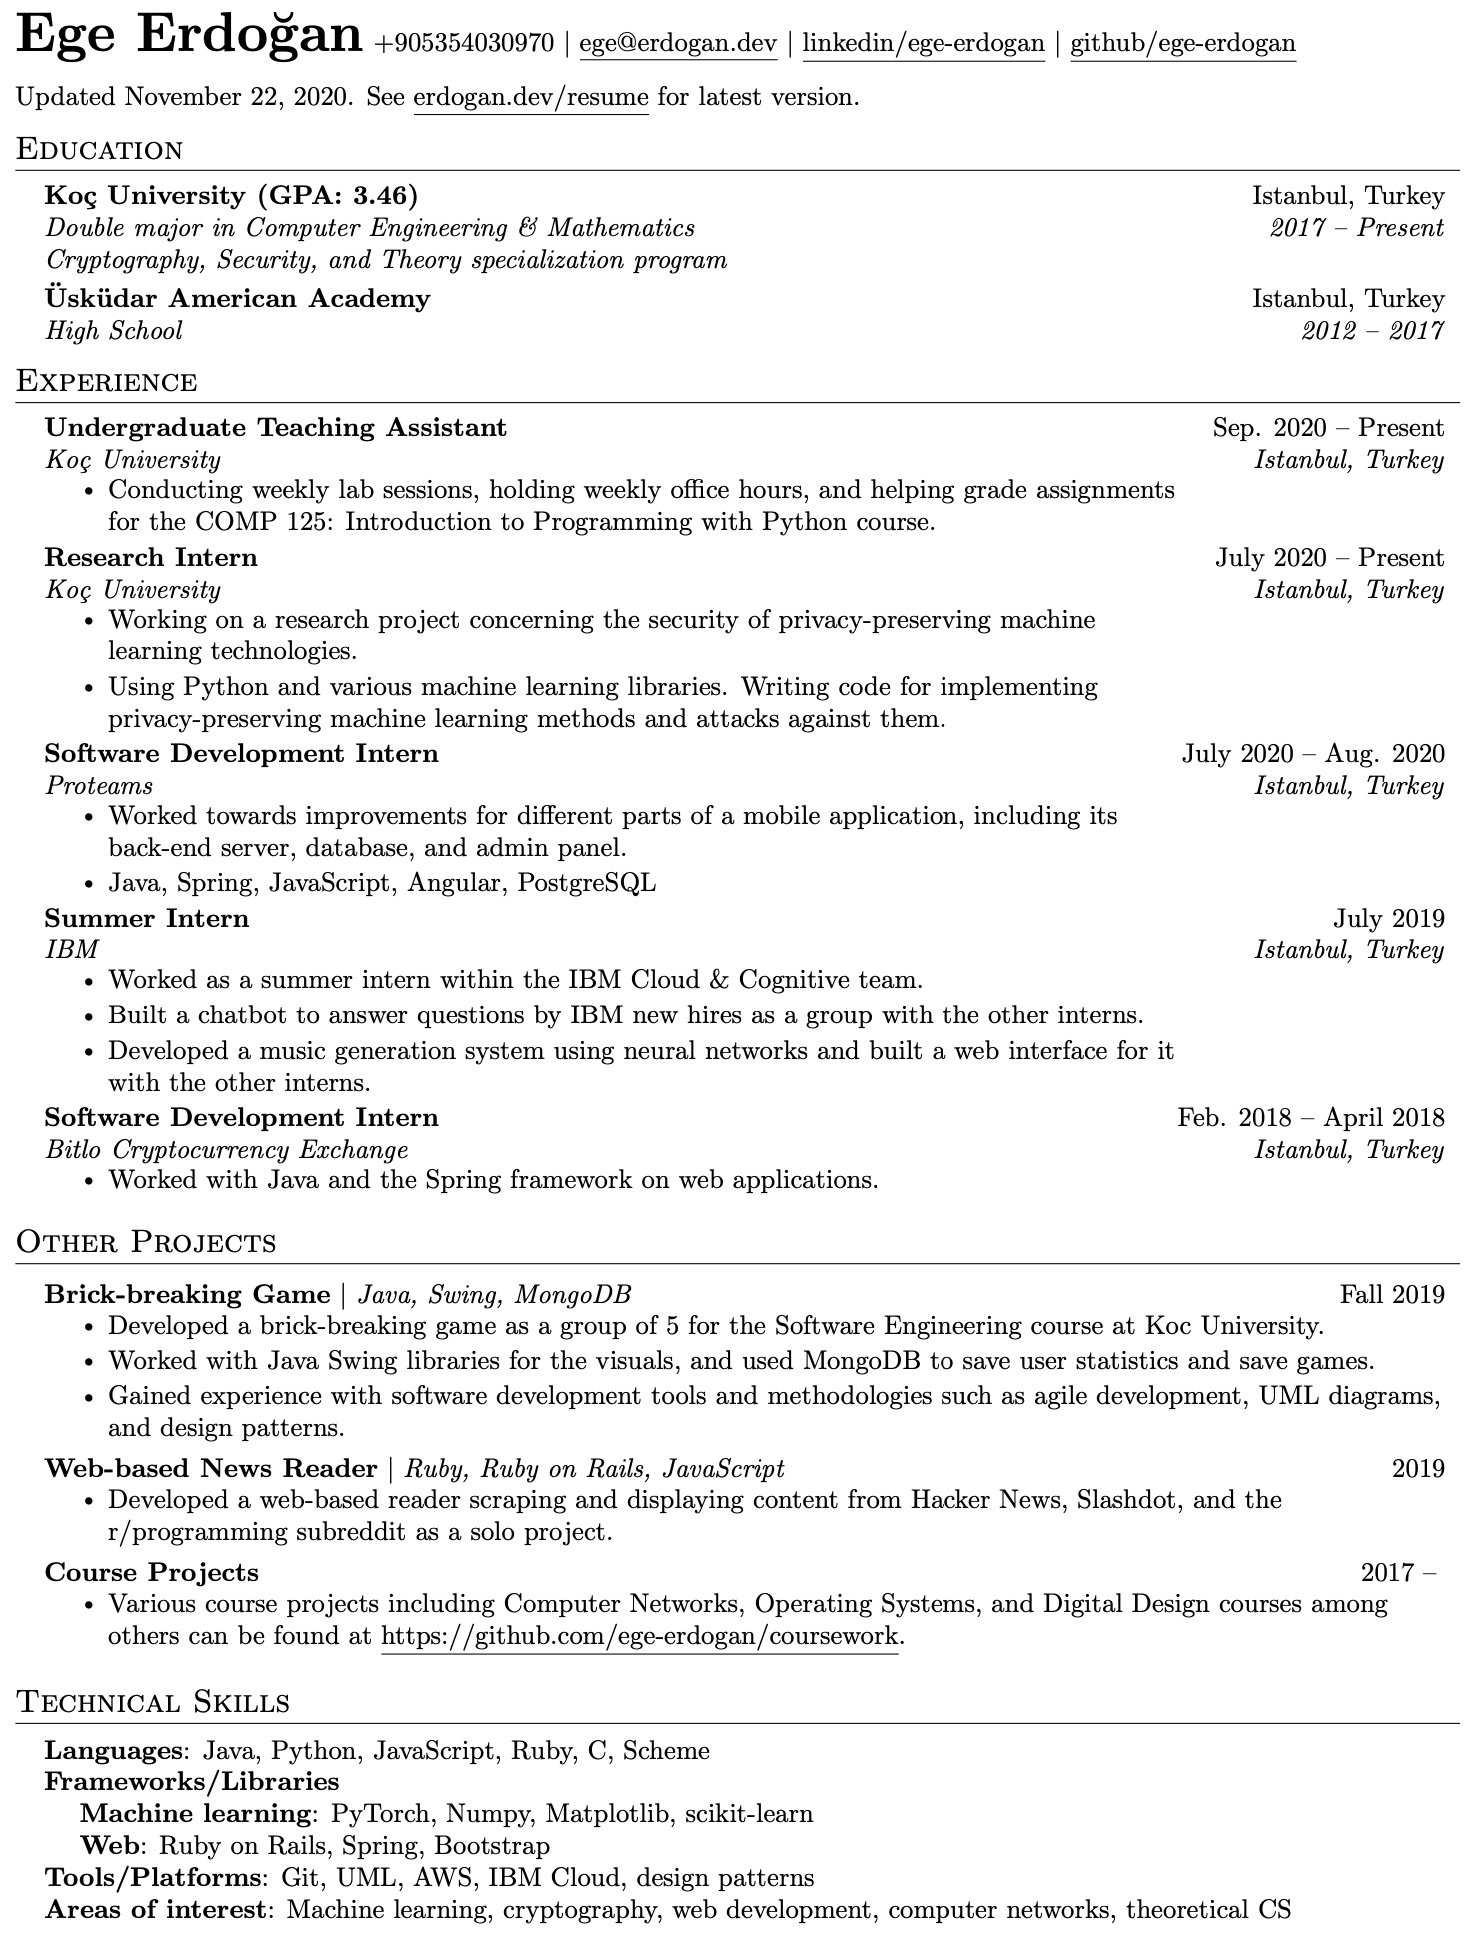 Ege Erdoğan +905354030970 | ege@erdogan.dev | linkedin/ege-erdogan | github/ege-erdogan
Updated November 22, 2020. See erdogan.dev/resume for latest version.
Education
Koç University (GPA: 3.46) Istanbul, Turkey
Double major in Computer Engineering & Mathematics 2017 – Present
Cryptography, Security, and Theory specialization program
Üsküdar American Academy Istanbul, Turkey
High School 2012 – 2017
Experience
Undergraduate Teaching Assistant Sep. 2020 – Present
Koç University Istanbul, Turkey
• Conducting weekly lab sessions, holding weekly office hours, and helping grade assignments
for the COMP 125: Introduction to Programming with Python course.
Research Intern July 2020 – Present
Koç University Istanbul, Turkey
• Working on a research project concerning the security of privacy-preserving machine
learning technologies.
• Using Python and various machine learning libraries. Writing code for implementing
privacy-preserving machine learning methods and attacks against them.
Software Development Intern July 2020 – Aug. 2020
Proteams Istanbul, Turkey
• Worked towards improvements for different parts of a mobile application, including its
back-end server, database, and admin panel.
• Java, Spring, JavaScript, Angular, PostgreSQL
Summer Intern July 2019
IBM Istanbul, Turkey
• Worked as a summer intern within the IBM Cloud & Cognitive team.
• Built a chatbot to answer questions by IBM new hires as a group with the other interns.
• Developed a music generation system using neural networks and built a web interface for it
with the other interns.
Software Development Intern Feb. 2018 – April 2018
Bitlo Cryptocurrency Exchange Istanbul, Turkey
• Worked with Java and the Spring framework on web applications.
Other Projects
Brick-breaking Game | Java, Swing, MongoDB Fall 2019
• Developed a brick-breaking game as a group of 5 for the Software Engineering course at Koc University.
• Worked with Java Swing libraries for the visuals, and used MongoDB to save user statistics and save games.
• Gained experience with software development tools and methodologies such as agile development, UML diagrams,
and design patterns.
Web-based News Reader | Ruby, Ruby on Rails, JavaScript 2019
• Developed a web-based reader scraping and displaying content from Hacker News, Slashdot, and the
r/programming subreddit as a solo project.
Course Projects 2017 –
• Various course projects including Computer Networks, Operating Systems, and Digital Design courses among
others can be found at https://github.com/ege-erdogan/coursework.
Technical Skills
Languages: Java, Python, JavaScript, Ruby, C, Scheme
Frameworks/Libraries
Machine learning: PyTorch, Numpy, Matplotlib, scikit-learn
Web: Ruby on Rails, Spring, Bootstrap
Tools/Platforms: Git, UML, AWS, IBM Cloud, design patterns
Areas of interest: Machine learning, cryptography, web development, computer networks, theoretical CS